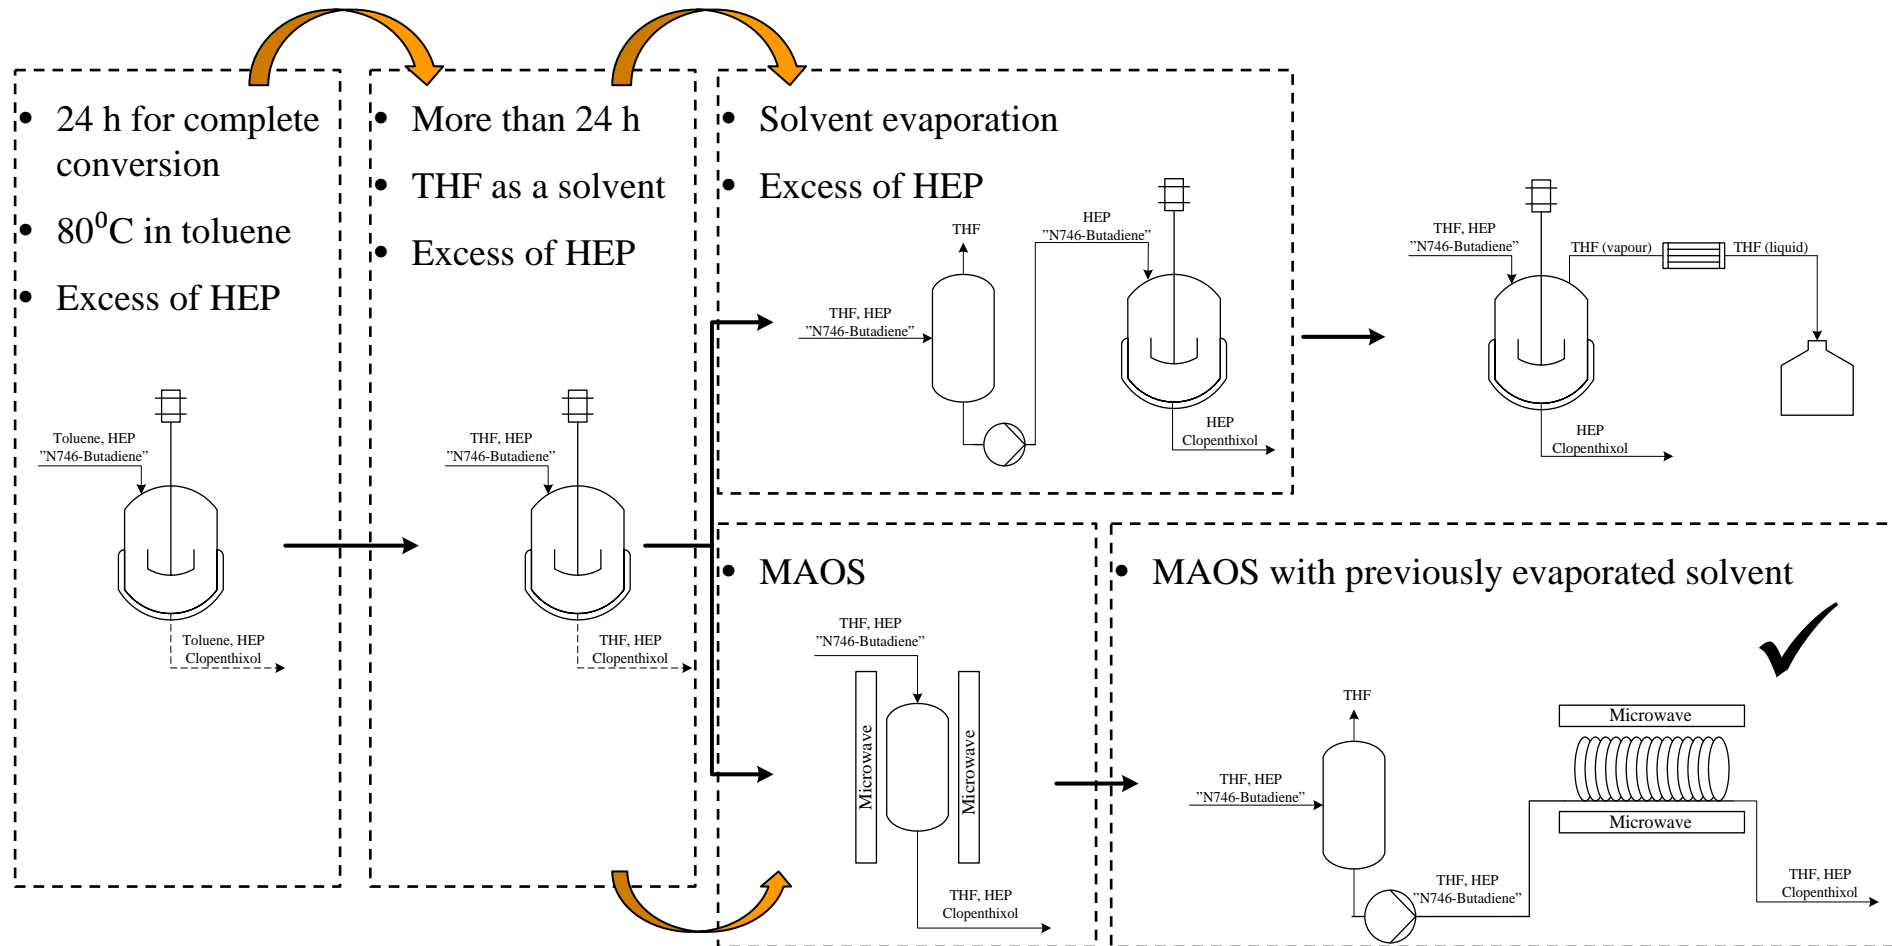 • 24 h for complete
conversion
• 80⁰C in toluene
• Excess of HEP
Toluene, HEP
”N746-Butadiene”
Toluene, HEP
Clopenthixol
• More than 24 h
• THF as a solvent
• Excess of HEP
THF, HEP
”N746-Butadiene”
THF, HEP
Clopenthixol
• Solvent evaporation
• Excess of HEP
THF
THF, HEP
”N746-Butadiene”
HEP
”N746-Butadiene”
HEP
Clopenthixol
THF, HEP
”N746-Butadiene”
THF (vapour)
THF (liquid)
HEP
Clopenthixol
• MAOS
THF, HEP
”N746-Butadiene”
Microwave
Microwave
THF, HEP
Clopenthixol
• MAOS with previously evaporated solvent
THF
THF, HEP
”N746-Butadiene”
THF, HEP
”N746-Butadiene”
Microwave
Microwave
THF, HEP
Clopenthixol